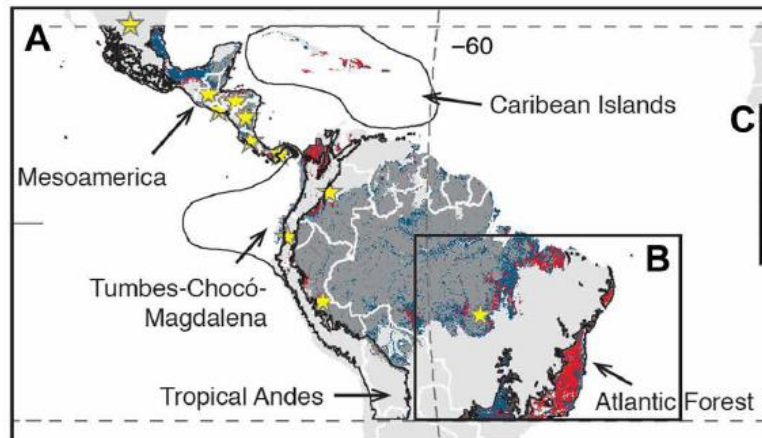 A
–60
Caribean Islands
C
Mesoamerica
B
Tumbes-Chocó-
Magdalena
Tropical Andes
Atlantic Forest